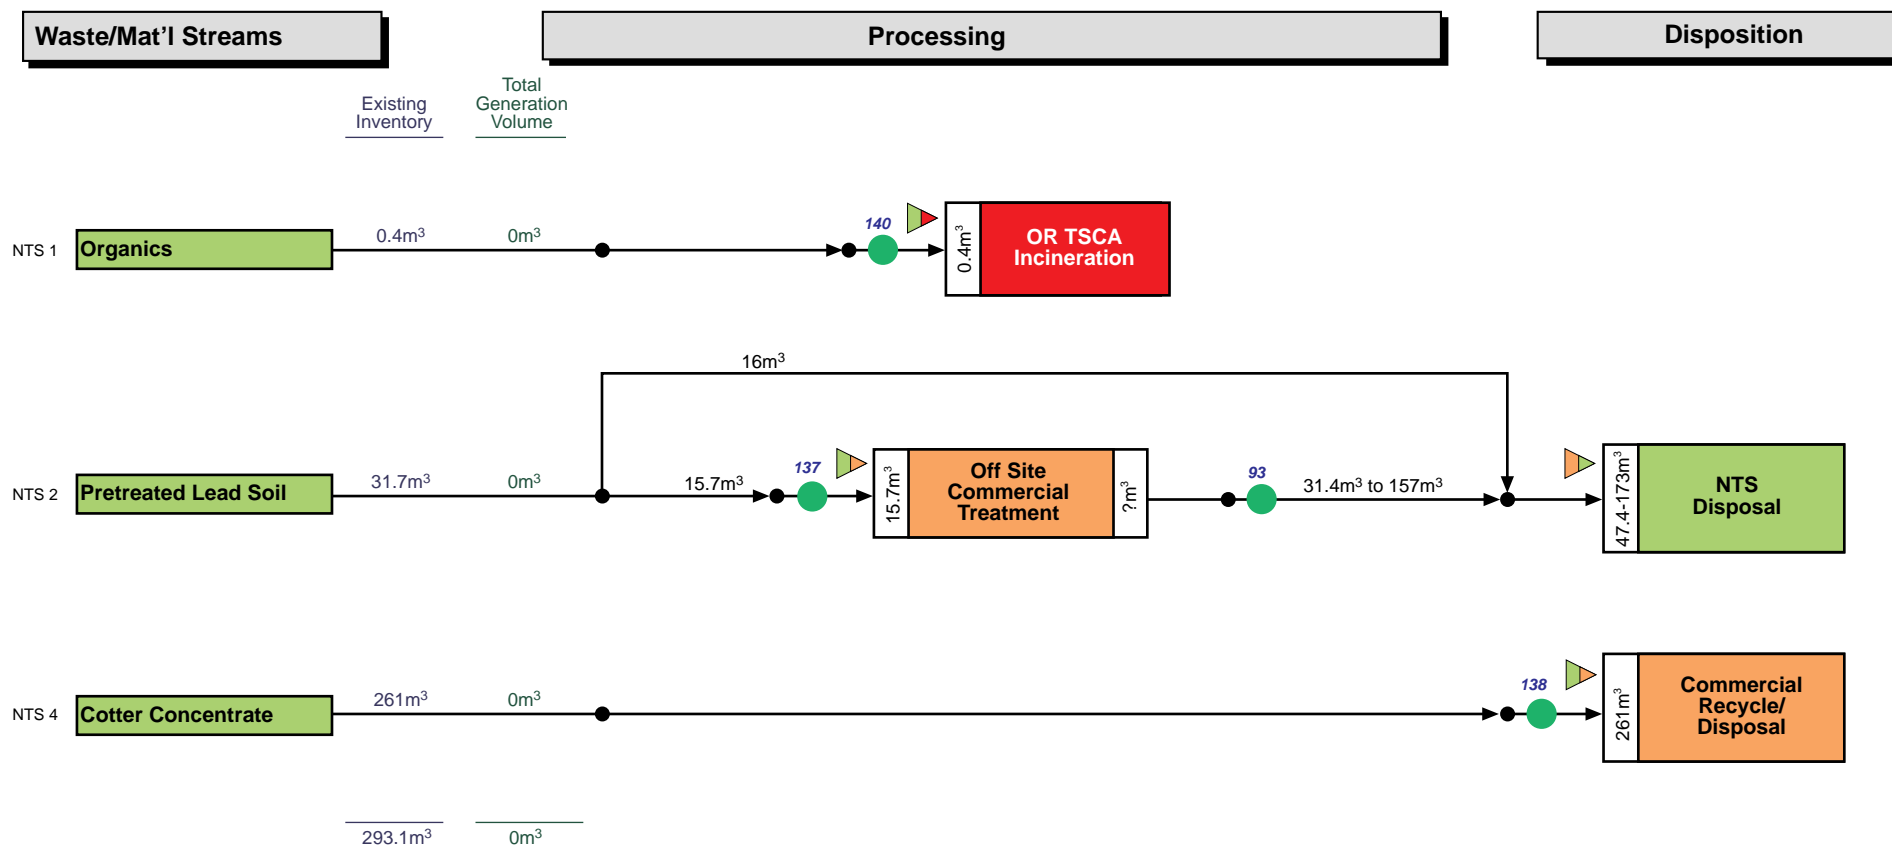 Waste/Mat’l Streams
Processing
Disposition
Existing
Inventory
Total
Generation
Volume
NTS 1
Organics
0.4m³
0m³
140
0.4m³
OR TSCA
Incineration
16m³
NTS 2
Pretreated Lead Soil
31.7m³
0m³
15.7m³
137
15.7m³
Off Site
Commercial
Treatment
?m³
93
31.4m³ to 157m³
47.4-173m³
NTS
Disposal
NTS 4
Cotter Concentrate
261m³
0m³
138
261m³
Commercial
Recycle/
Disposal
293.1m³
0m³